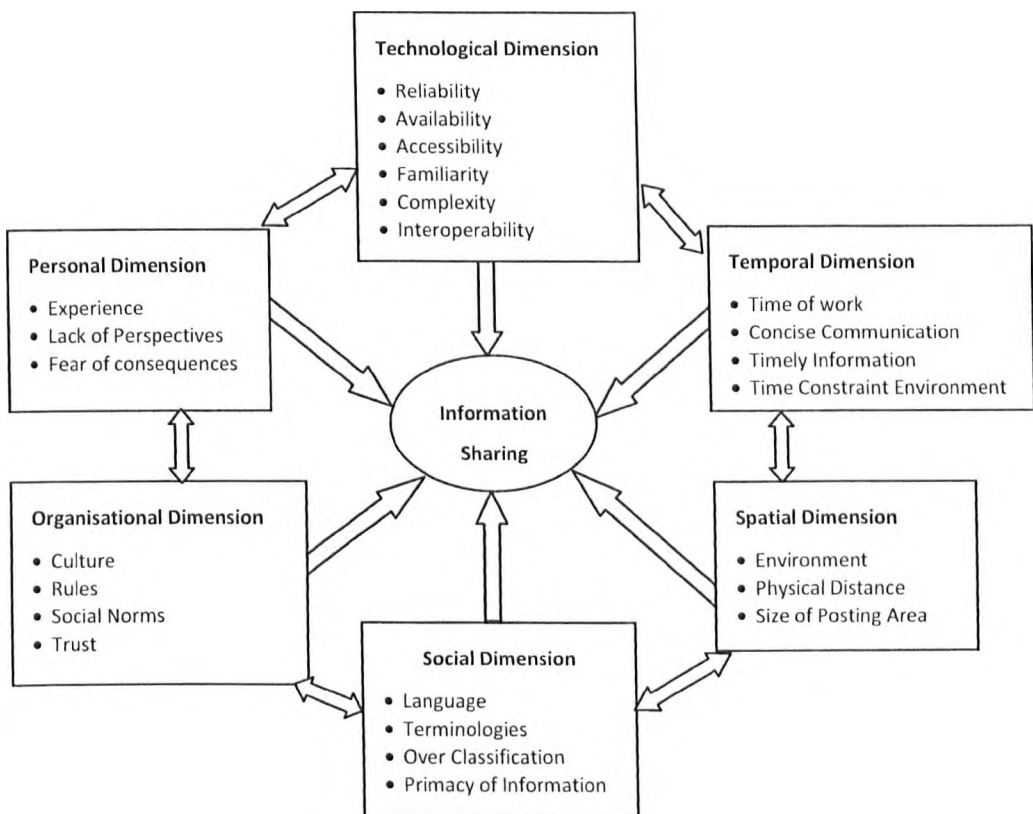 Technological Dimension
• Reliability
• Availability
• Accessibility
• Familiarity
• Complexity
• Interoperability
Personal Dimension
• Experience
• Lack of Perspectives
• Fear of consequences
Temporal Dimension
• Time of work
• Concise Communication
• Timely Information
• Time Constraint Environment
Information
Sharing
Organisational Dimension
• Culture
• Rules
• Social Norms
• Trust
Spatial Dimension
• Environment
• Physical Distance
• Size of Posting Area
Social Dimension
• Language
• Terminologies
• Over Classification
• Primacy of Information